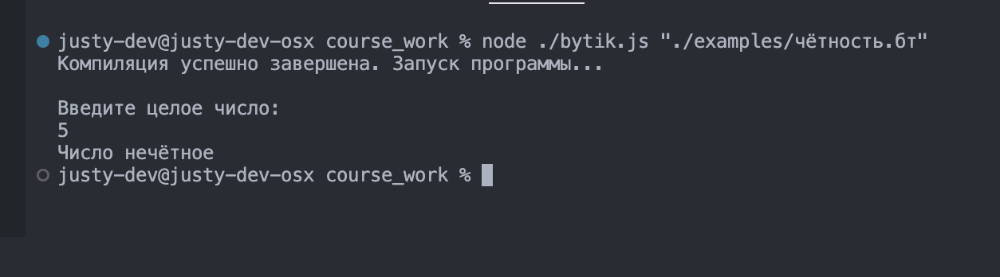 justy-dev@justy-dev-osx course_work % node ./bytik.js "./examples/чётность.бт"
Компиляция успешно завершена. Запуск программы...
Введите целое число:
5
Число нечётное
justy-dev@justy-dev-osx course_work %